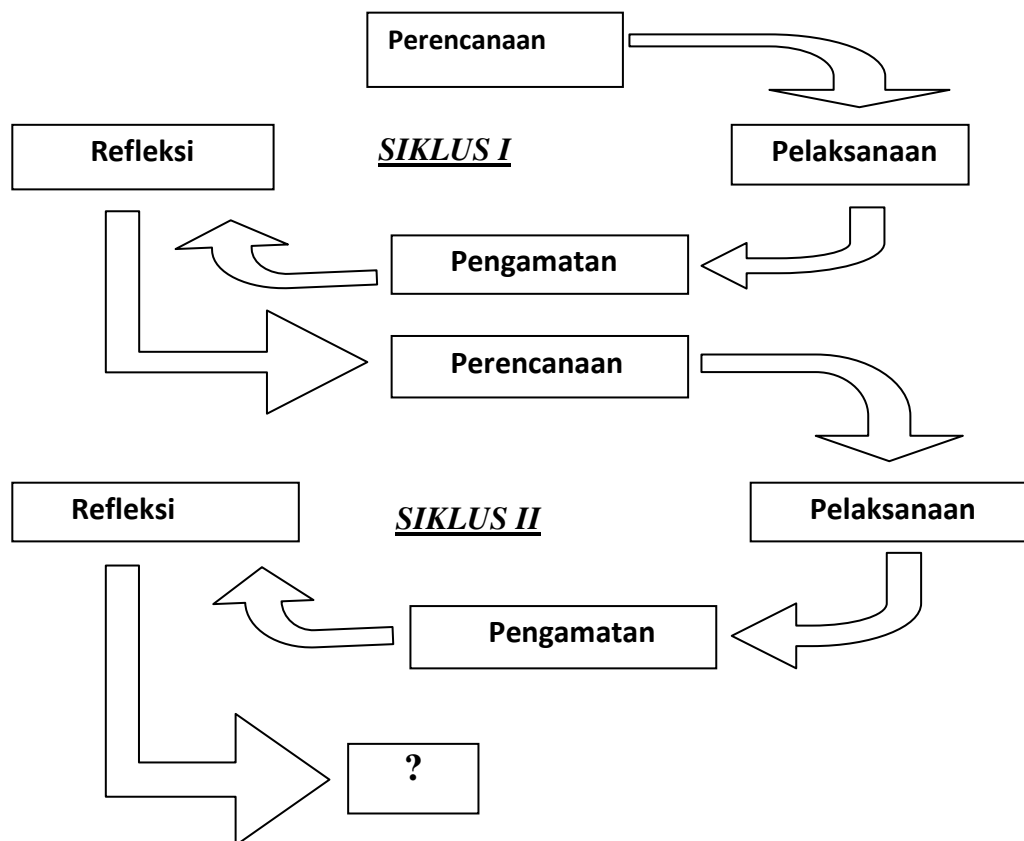 Perencanaan
Refleksi
SIKLUS I
Pelaksanaan
Pengamatan
Perencanaan
Refleksi
SIKLUS II
Pelaksanaan
Pengamatan
?